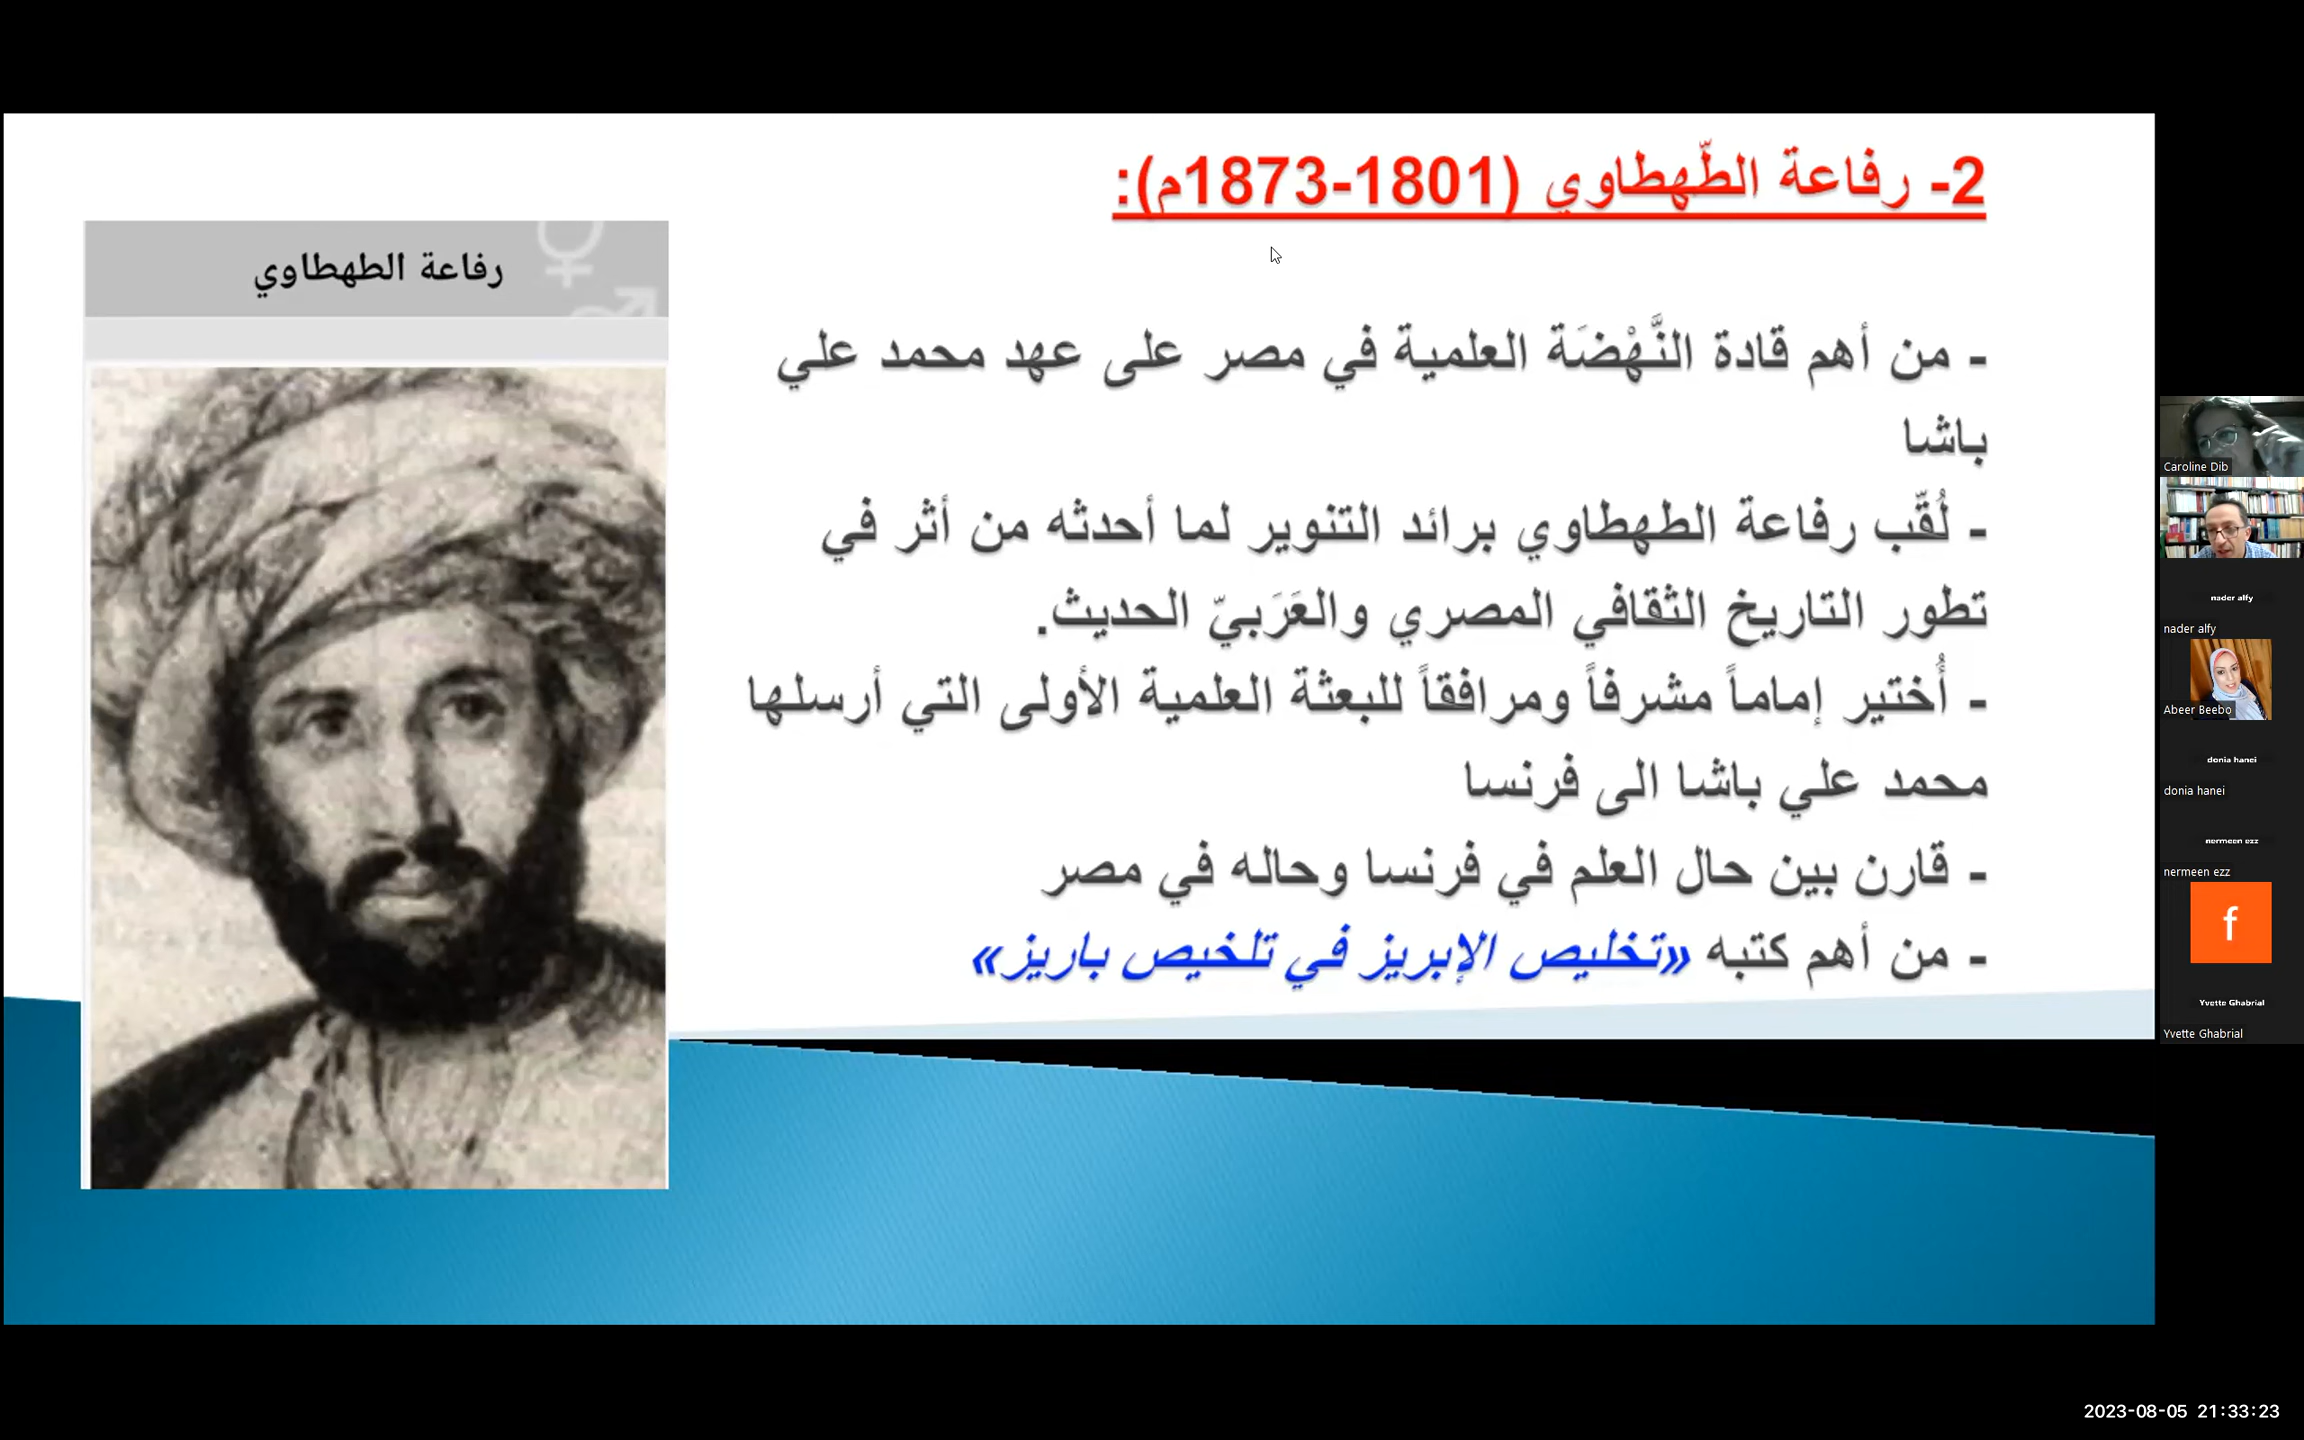 2- رفاعة الطّهطاوي (1801-1873م):
رفاعة الطهطاوي
- من أهم قادة النَّهْضَة العلمية في مصر على عهد محمد علي
باشا
- لُقّب رفاعة الطهطاوي برائد التنوير لما أحدثه من أثر في
تطور التاريخ الثقافي المصري والعَرَبيّ الحديث.
- أُختير إماماً مشرفاً ومرافقاً للبعثة العلمية الأولى التي أرسلها
محمد علي باشا الى فرنسا
- قارن بين حال العلم في فرنسا وحاله في مصر
- من أهم كتبه «تخليص الإبريز في تلخيص باريز»
Caroline Dib
nader alfy
nader alfy
Abeer Beebo
donia hanei
donia hanei
nermeen ezz
nermeen ezz
f
Yvette Ghabrial
Yvette Ghabrial
2023-08-05 21:33:23